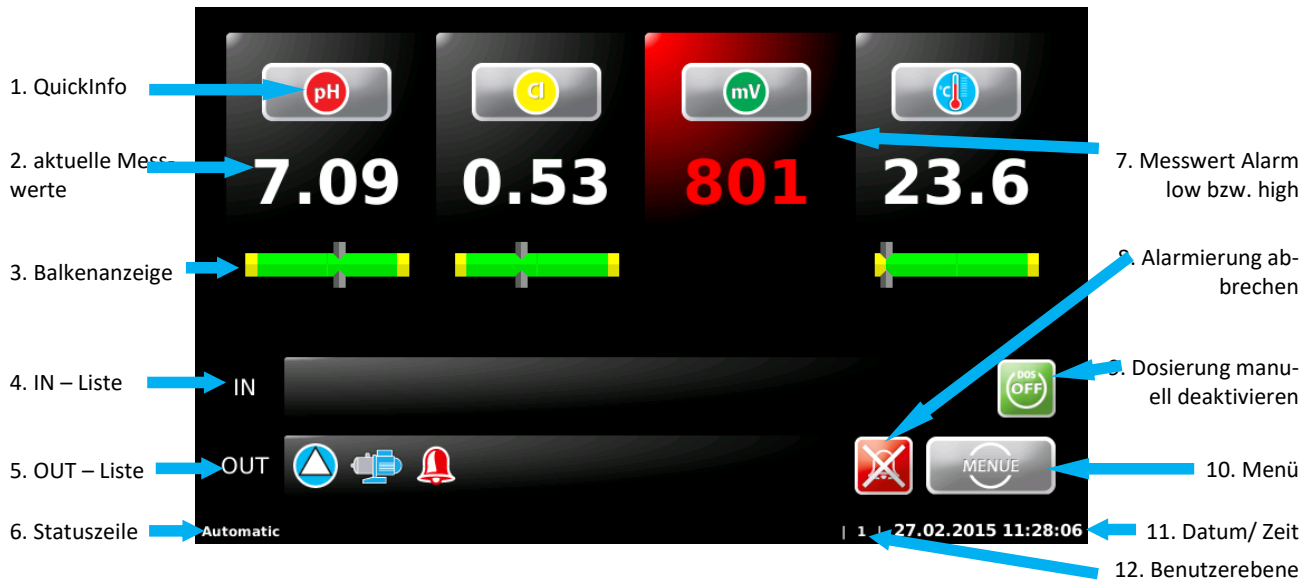 1. QuickInfo
pH
Cl
mV
°C
2. aktuelle Mess-
werte
7.09
0.53
801
23.6
7. Messwert Alarm
low bzw. high
3. Balkenanzeige
8. Alarmierung ab-
brechen
4. IN – Liste
IN
DOS
OFF
9. Dosierung manu-
ell deaktivieren
5. OUT – Liste
OUT
MENUE
10. Menü
6. Statuszeile
Automatic
| 1 | 27.02.2015 11:28:06
11. Datum/ Zeit
12. Benutzerebene